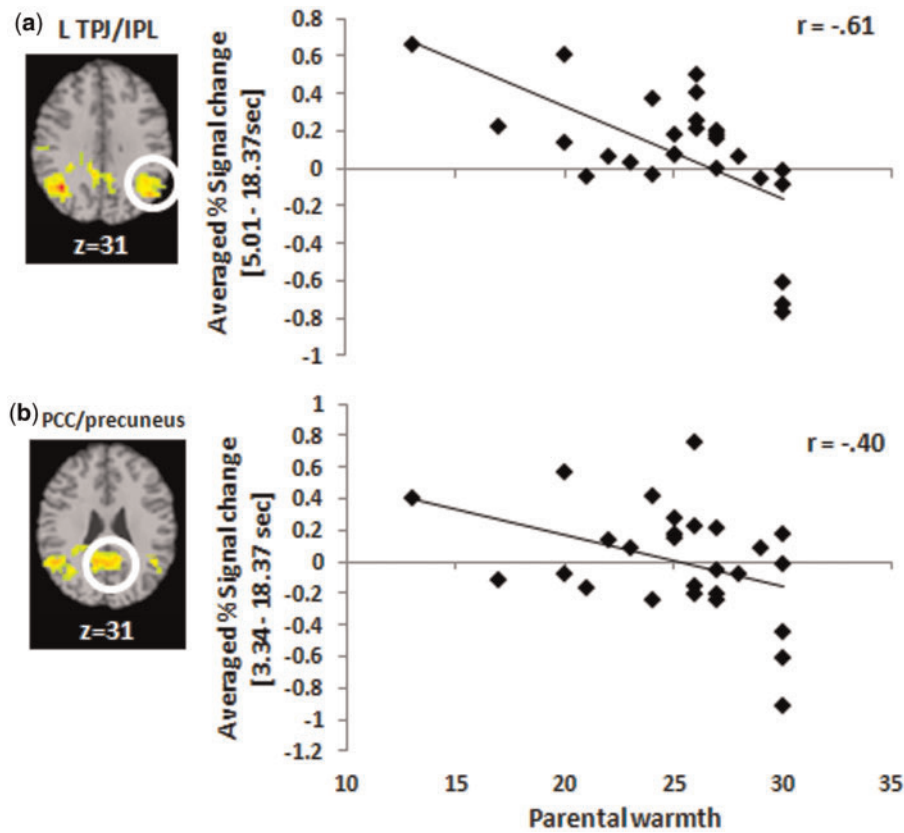 (a)
L TPJ/IPL
z=31
r = -.61
Averaged % Signal change
[5.01 - 18.37sec]
0.8
0.6
0.4
0.2
0
-0.2
-0.4
-0.6
-0.8
-1
(b)
PCC/precuneus
z=31
r = -.40
Averaged % Signal change
[3.34 - 18.37 sec]
1
0.8
0.6
0.4
0.2
0
-0.2
-0.4
-0.6
-0.8
-1
-1.2
10 15 20 25 30 35
Parental warmth